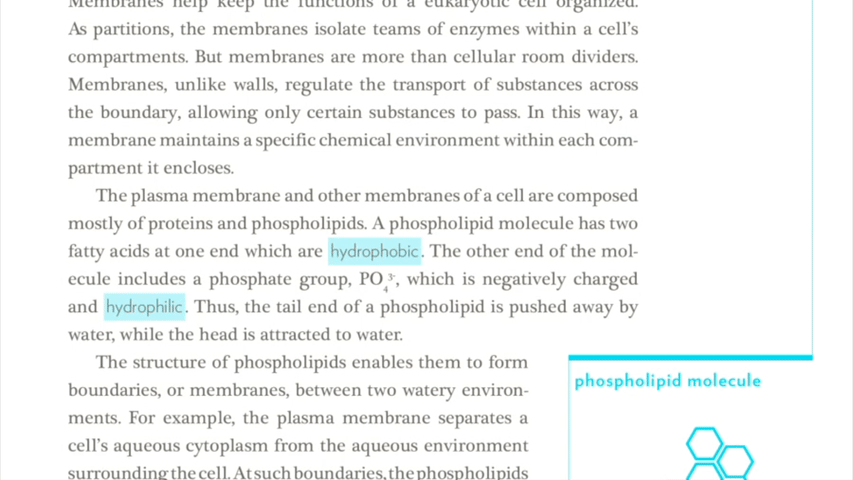 Membranes help keep the functions of a eukaryotic cell organized.
As partitions, the membranes isolate teams of enzymes within a cell's
compartments. But membranes are more than cellular room dividers.
Membranes, unlike walls, regulate the transport of substances across
the boundary, allowing only certain substances to pass. In this way, a
membrane maintains a specific chemical environment within each com-
partment it encloses.
The plasma membrane and other membranes of a cell are composed
mostly of proteins and phospholipids. A phospholipid molecule has two
fatty acids at one end which are hydrophobic. The other end of the mol-
ecule includes a phosphate group, PO₄³⁻, which is negatively charged
and hydrophilic. Thus, the tail end of a phospholipid is pushed away by
water, while the head is attracted to water.
The structure of phospholipids enables them to form
boundaries, or membranes, between two watery environ-
ments. For example, the plasma membrane separates a
cell's aqueous cytoplasm from the aqueous environment
surrounding the cell. At such boundaries, the phospholipids
phospholipid molecule